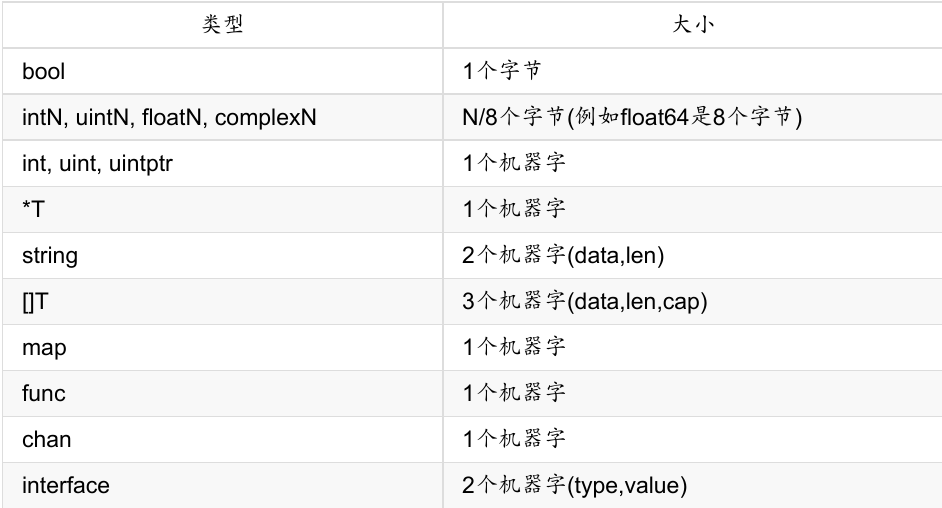 类型 大小
bool 1个字节
intN, uintN, floatN, complexN N/8个字节(例如float64是8个字节)
int, uint, uintptr 1个机器字
*T 1个机器字
string 2个机器字(data,len)
[]T 3个机器字(data,len,cap)
map 1个机器字
func 1个机器字
chan 1个机器字
interface 2个机器字(type,value)